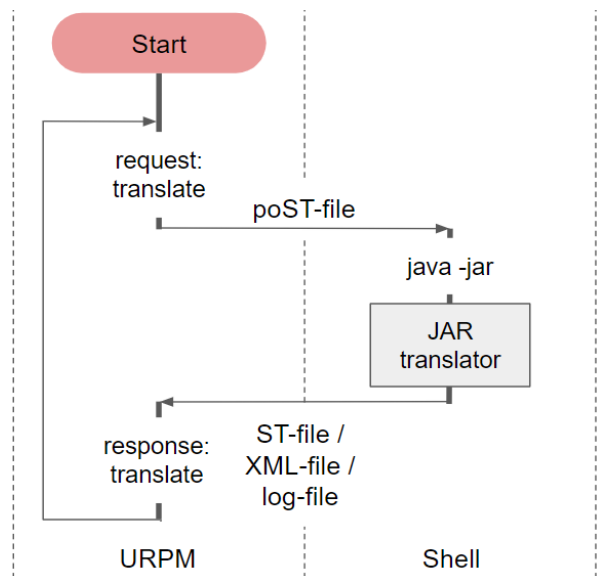 Start
request:
translate
poST-file
java -jar
JAR
translator
response:
translate
ST-file /
XML-file /
log-file
URPM
Shell